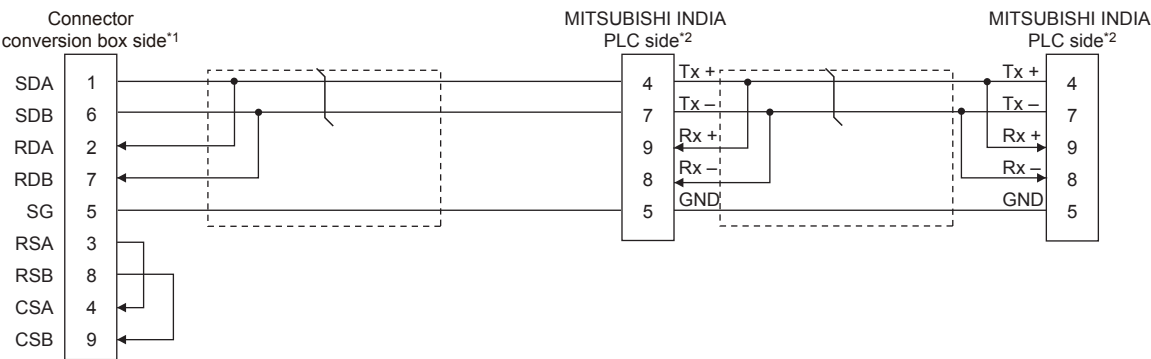 Connector
conversion box side*1
MITSUBISHI INDIA
PLC side*2
MITSUBISHI INDIA
PLC side*2
SDA 1 4 Tx + Tx + 4
SDB 6 7 Tx – Tx – 7
RDA 2 9 Rx + Rx + 9
RDB 7 8 Rx – Rx – 8
SG 5 5 GND GND 5
RSA 3
RSB 8
CSA 4
CSB 9